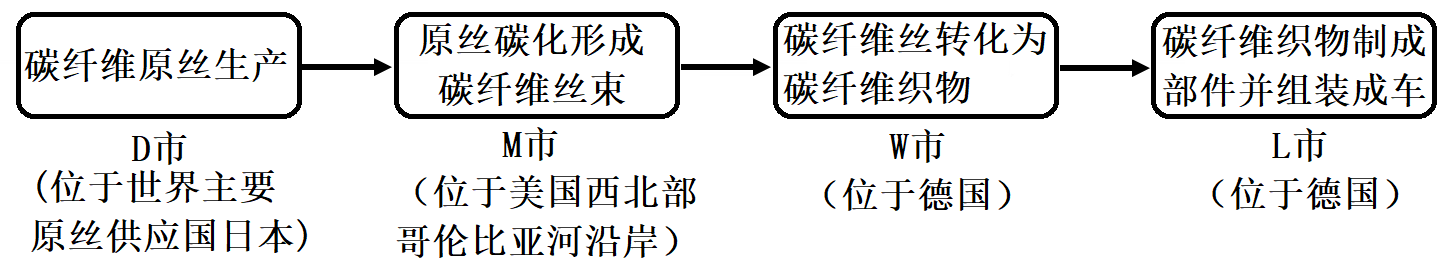 碳纤维原丝生产
原丝碳化形成
碳纤维丝束
碳纤维丝转化为
碳纤维织物
碳纤维织物制成
部件并组装成车
D市
(位于世界主要
原丝供应国日本)
M市
（位于美国西北部
哥伦比亚河沿岸）
W市
（位于德国）
L市
（位于德国）